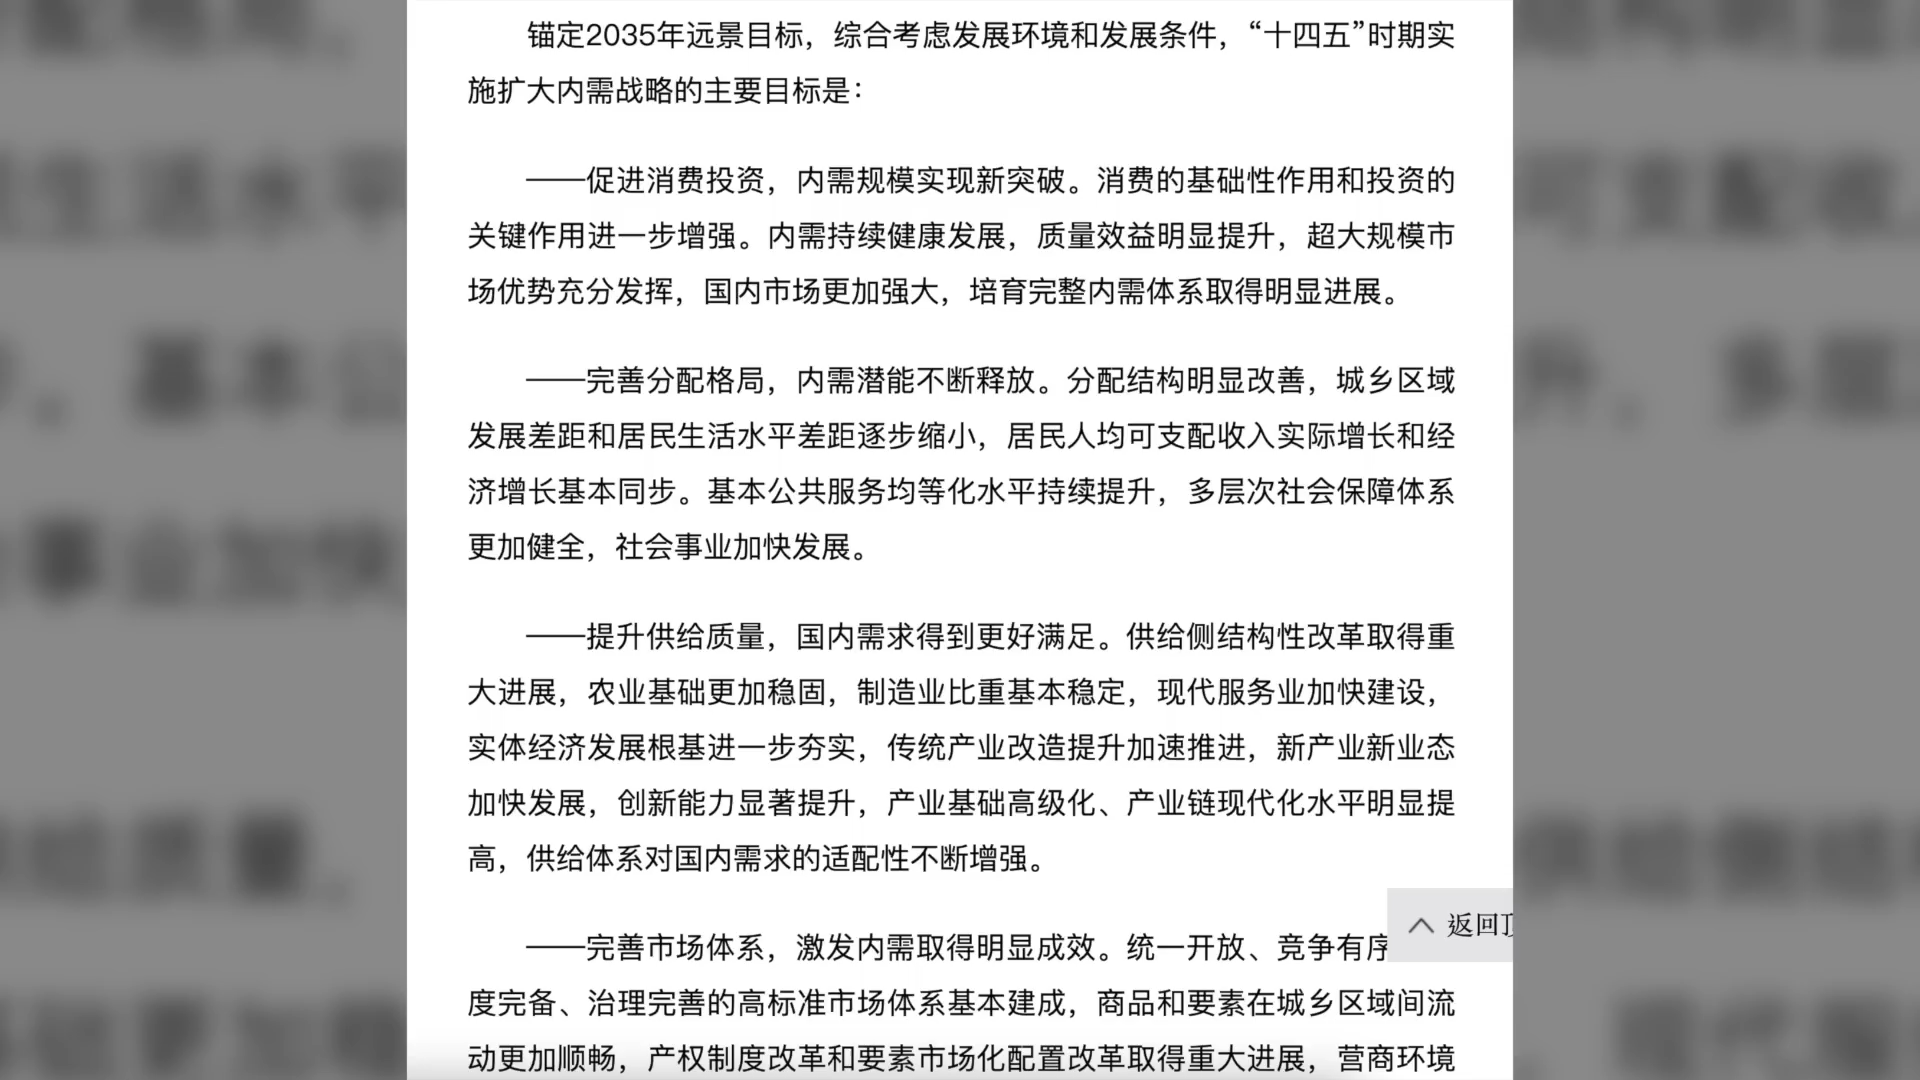 锚定2035年远景目标，综合考虑发展环境和发展条件，“十四五”时期实
施扩大内需战略的主要目标是：
——促进消费投资，内需规模实现新突破。消费的基础性作用和投资的
关键作用进一步增强。内需持续健康发展，质量效益明显提升，超大规模市
场优势充分发挥，国内市场更加强大，培育完整内需体系取得明显进展。
——完善分配格局，内需潜能不断释放。分配结构明显改善，城乡区域
发展差距和居民生活水平差距逐步缩小，居民人均可支配收入实际增长和经
济增长基本同步。基本公共服务均等化水平持续提升，多层次社会保障体系
更加健全，社会事业加快发展。
——提升供给质量，国内需求得到更好满足。供给侧结构性改革取得重
大进展，农业基础更加稳固，制造业比重基本稳定，现代服务业加快建设，
实体经济发展根基进一步夯实，传统产业改造提升加速推进，新产业新业态
加快发展，创新能力显著提升，产业基础高级化、产业链现代化水平明显提
高，供给体系对国内需求的适配性不断增强。
返回
——完善市场体系，激发内需取得明显成效。统一开放、竞争有序
度完备、治理完善的高标准市场体系基本建成，商品和要素在城乡区域间流
动更加顺畅，产权制度改革和要素市场化配置改革取得重大进展，营商环境